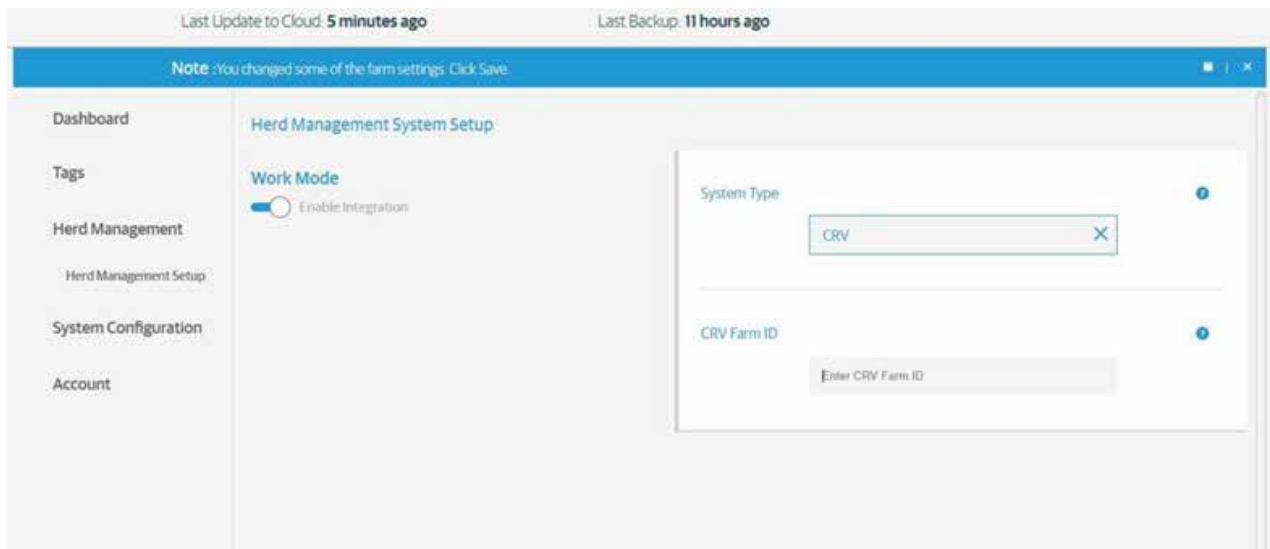 Last Update to Cloud: 5 minutes ago
Last Backup: 11 hours ago
Note :You changed some of the farm settings. Click Save.
Dashboard
Tags
Herd Management
Herd Management Setup
System Configuration
Account
Herd Management System Setup
Work Mode
Enable Integration
System Type
CRV
CRV Farm ID
Enter CRV Farm ID